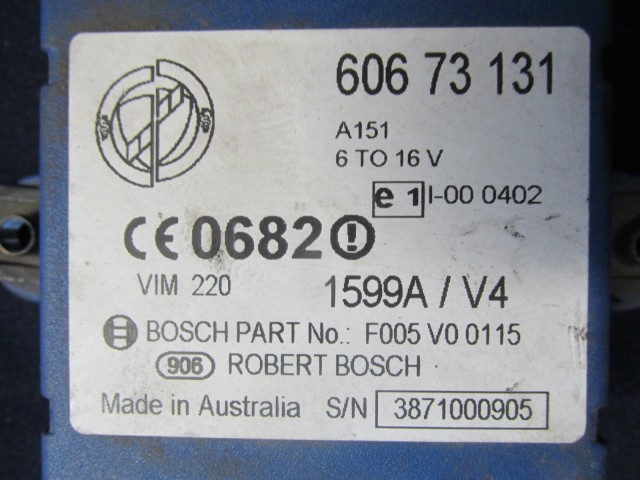 606 73 131
A151
6 TO 16 V
e 1 I-00 0402
CE 0682
VIM 220 1599A / V4
BOSCH PART No.: F005 V0 0115
906 ROBERT BOSCH
Made in Australia S/N 3871000905